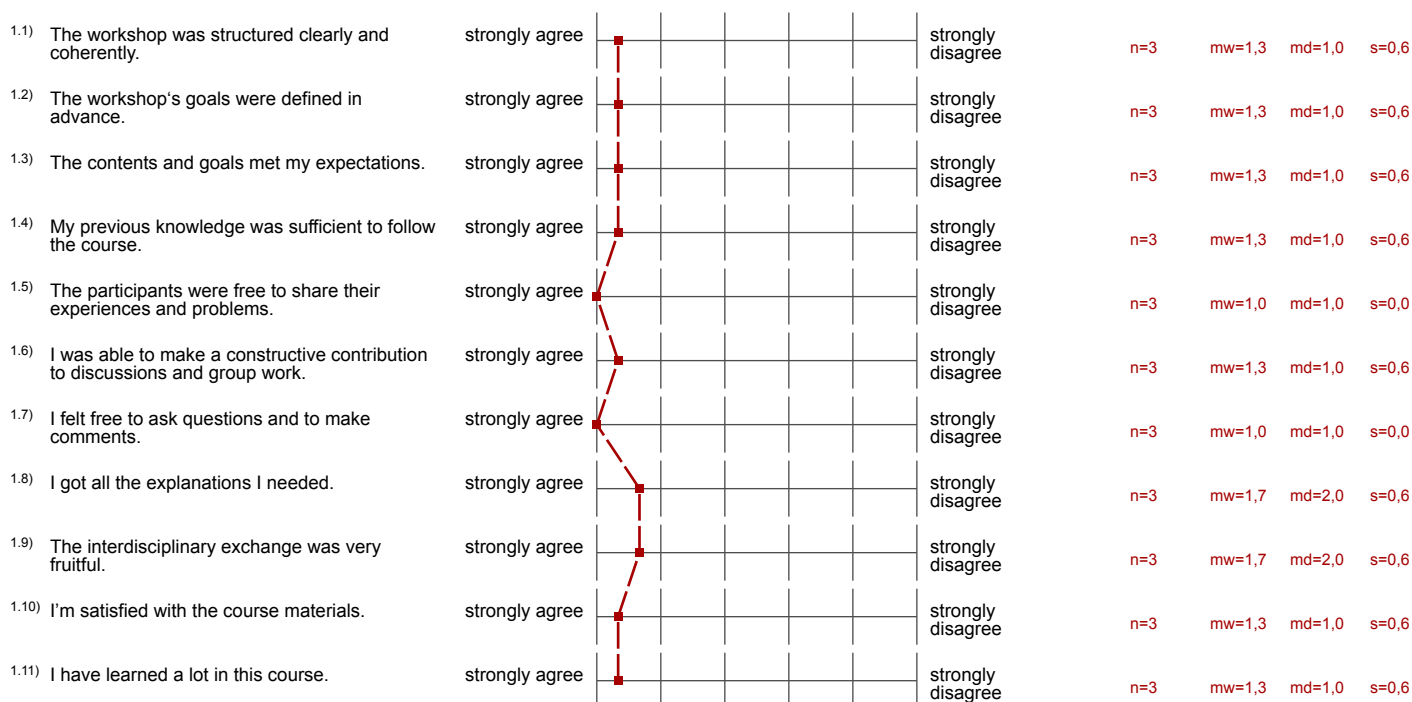 1.1) The workshop was structured clearly and coherently. strongly agree strongly disagree n=3 mw=1,3 md=1,0 s=0,6
1.2) The workshop‘s goals were defined in advance. strongly agree strongly disagree n=3 mw=1,3 md=1,0 s=0,6
1.3) The contents and goals met my expectations. strongly agree strongly disagree n=3 mw=1,3 md=1,0 s=0,6
1.4) My previous knowledge was sufficient to follow the course. strongly agree strongly disagree n=3 mw=1,3 md=1,0 s=0,6
1.5) The participants were free to share their experiences and problems. strongly agree strongly disagree n=3 mw=1,0 md=1,0 s=0,0
1.6) I was able to make a constructive contribution to discussions and group work. strongly agree strongly disagree n=3 mw=1,3 md=1,0 s=0,6
1.7) I felt free to ask questions and to make comments. strongly agree strongly disagree n=3 mw=1,0 md=1,0 s=0,0
1.8) I got all the explanations I needed. strongly agree strongly disagree n=3 mw=1,7 md=2,0 s=0,6
1.9) The interdisciplinary exchange was very fruitful. strongly agree strongly disagree n=3 mw=1,7 md=2,0 s=0,6
1.10) I’m satisfied with the course materials. strongly agree strongly disagree n=3 mw=1,3 md=1,0 s=0,6
1.11) I have learned a lot in this course. strongly agree strongly disagree n=3 mw=1,3 md=1,0 s=0,6